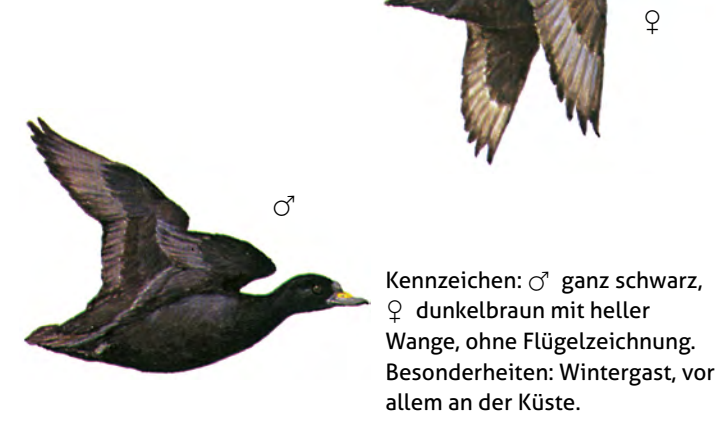 ♀
♂
Kennzeichen: ♂ ganz schwarz,
♀ dunkelbraun mit heller
Wange, ohne Flügelzeichnung.
Besonderheiten: Wintergast, vor
allem an der Küste.